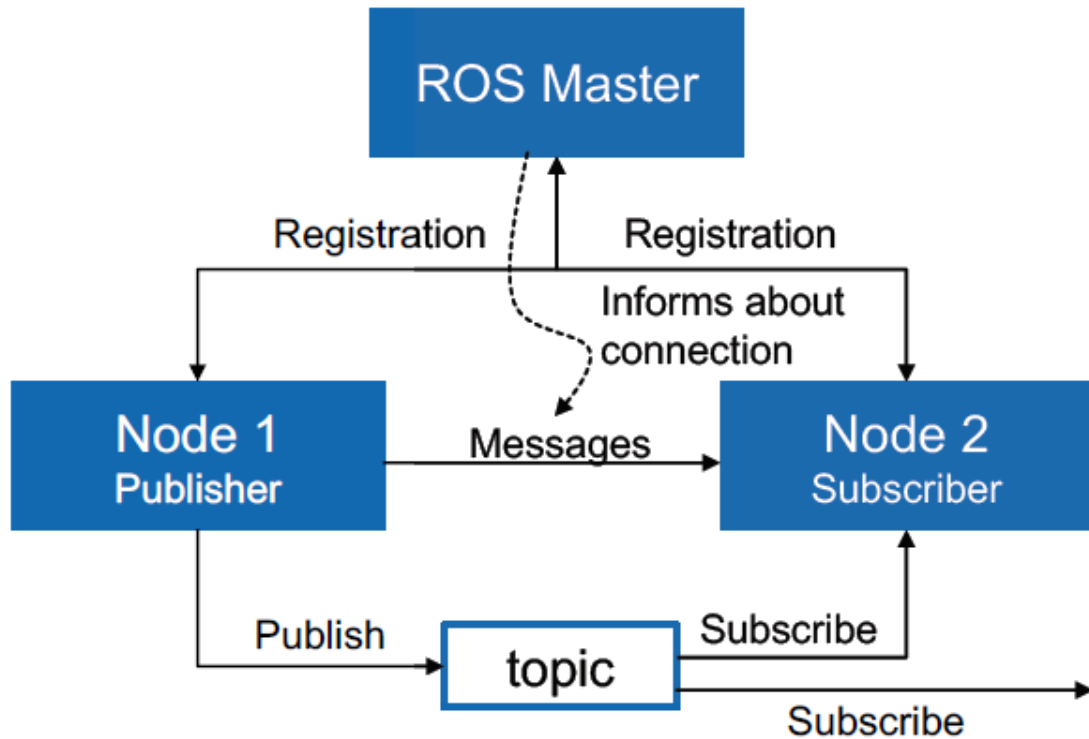 ROS Master
Registration
Registration
Informs about
connection
Node 1
Publisher
Messages
Node 2
Subscriber
Publish
topic
Subscribe
Subscribe